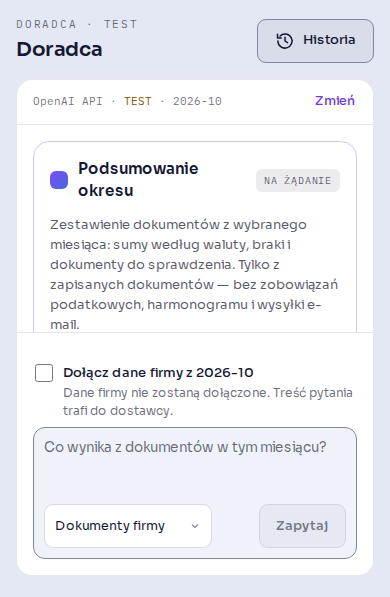 DORADCA · TEST
Doradca
Historia
OpenAI API · TEST · 2026-10
Zmień
Podsumowanie
okresu
NA ŻĄDANIE
Zestawienie dokumentów z wybranego
miesiąca: sumy według waluty, braki i
dokumenty do sprawdzenia. Tylko z
zapisanych dokumentów — bez zobowiązań
podatkowych, harmonogramu i wysyłki e-
mail.
Dołącz dane firmy z 2026-10
Dane firmy nie zostaną dołączone. Treść pytania
trafi do dostawcy.
Co wynika z dokumentów w tym miesiącu?
Dokumenty firmy
Zapytaj